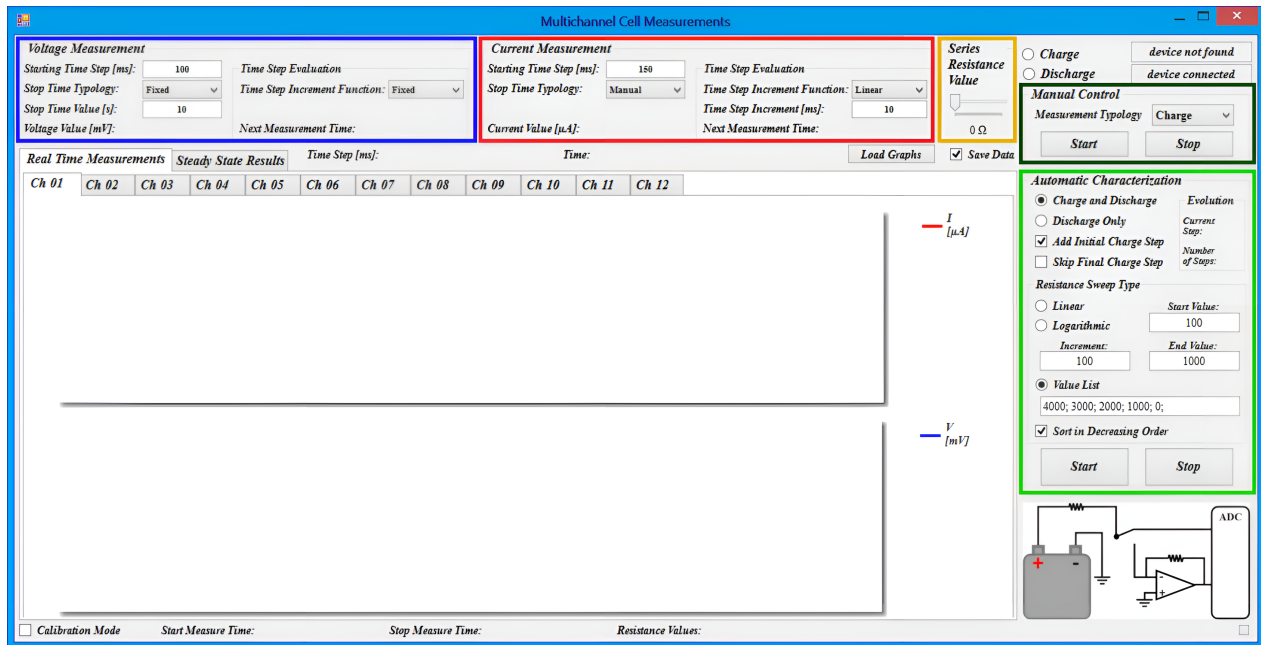 Multichannel Cell Measurements
Voltage Measurement
Starting Time Step [ms]: 100
Stop Time Typology: Fixed
Stop Time Value [s]: 10
Voltage Value [mV]:
Time Step Evaluation
Time Step Increment Function: Fixed
Next Measurement Time:
Current Measurement
Starting Time Step [ms]: 150
Stop Time Typology: Manual
Current Value [µA]:
Time Step Evaluation
Time Step Increment Function: Linear
Time Step Increment [ms]: 10
Next Measurement Time:
Series
Resistance
Value
0 Ω
Charge device not found
Discharge device connected
Manual Control
Measurement Typology Charge
Start Stop
Real Time Measurements Steady State Results Time Step [ms]: Time: Load Graphs Save Data
Ch 01 Ch 02 Ch 03 Ch 04 Ch 05 Ch 06 Ch 07 Ch 08 Ch 09 Ch 10 Ch 11 Ch 12
I
[µA]
V
[mV]
Automatic Characterization
Charge and Discharge
Discharge Only
Add Initial Charge Step
Skip Final Charge Step
Evolution
Current
Step:
Number
of Steps:
Resistance Sweep Type
Linear
Logarithmic
Start Value:
100
Increment:
100
End Value:
1000
Value List
4000; 3000; 2000; 1000; 0;
Sort in Decreasing Order
Start Stop
ADC
+ -
-
+
Calibration Mode Start Measure Time: Stop Measure Time: Resistance Values: